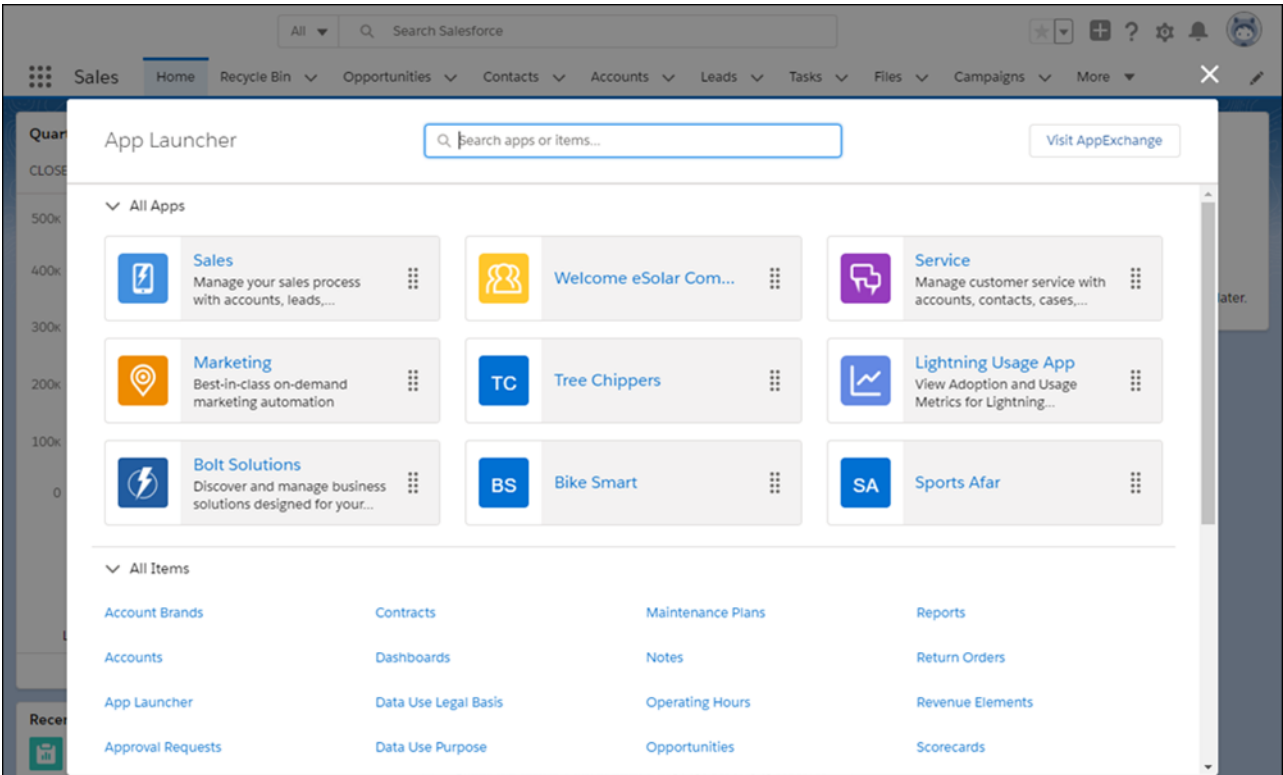 All
Search Salesforce
Sales
Home
Recycle Bin
Opportunities
Contacts
Accounts
Leads
Tasks
Files
Campaigns
More
Quar
CLOSE
500K
400K
300K
200K
100K
0
L
Recer
later.
App Launcher
Search apps or items...
Visit AppExchange
All Apps
Sales
Manage your sales process
with accounts, leads,...
Welcome eSolar Com...
Service
Manage customer service with
accounts, contacts, cases,...
Marketing
Best-in-class on-demand
marketing automation
TC
Tree Chippers
Lightning Usage App
View Adoption and Usage
Metrics for Lightning...
Bolt Solutions
Discover and manage business
solutions designed for your...
BS
Bike Smart
SA
Sports Afar
All Items
Account Brands
Contracts
Maintenance Plans
Reports
Accounts
Dashboards
Notes
Return Orders
App Launcher
Data Use Legal Basis
Operating Hours
Revenue Elements
Approval Requests
Data Use Purpose
Opportunities
Scorecards